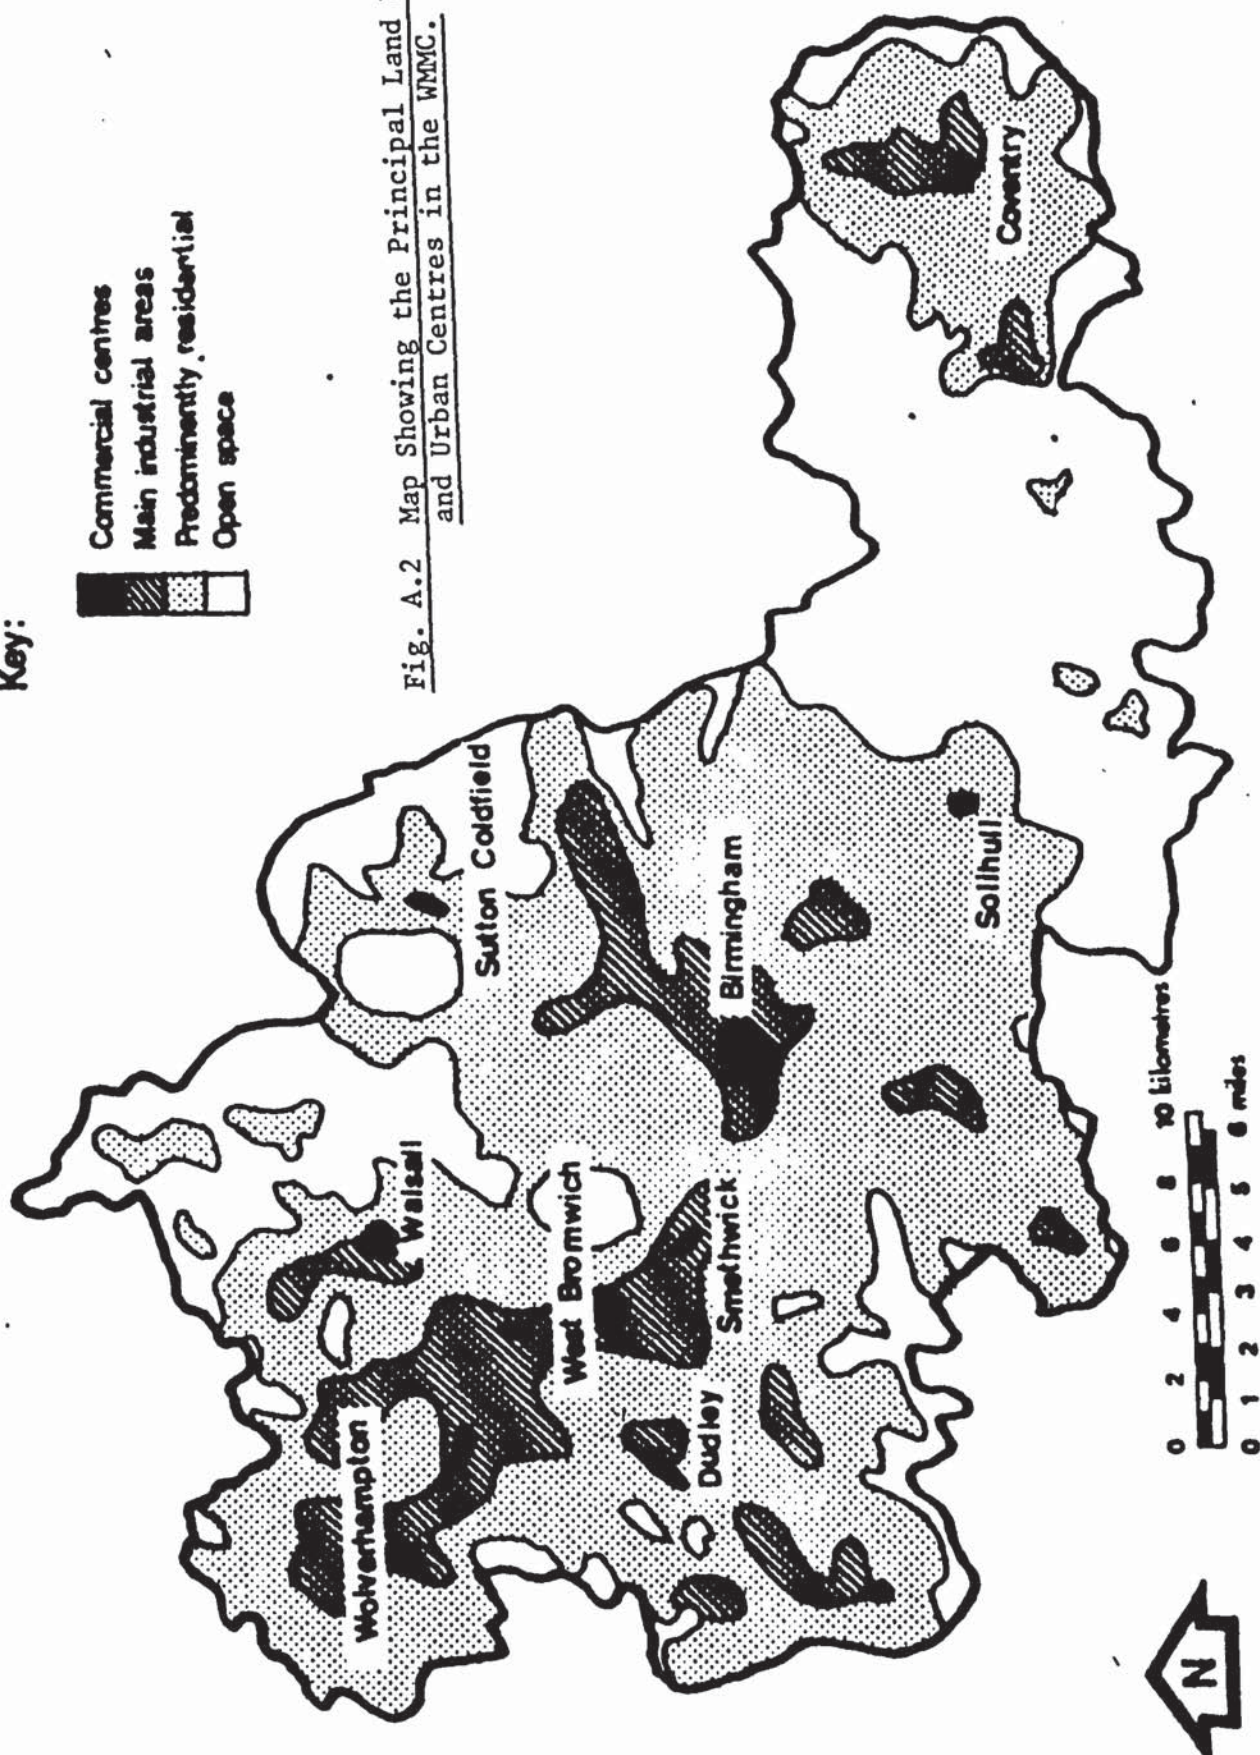 Key:
Commercial centres
Main industrial areas
Predominently residential
Open space
Fig. A.2 Map Showing the Principal Land
and Urban Centres in the WMMC.
Wolverhampton
Walsall
Sutton Coldfield
West Bromwich
Dudley
Smethwick
Birmingham
Solihull
Coventry
N
0 2 4 6 8 10 kilometres
0 1 2 3 4 5 6 miles